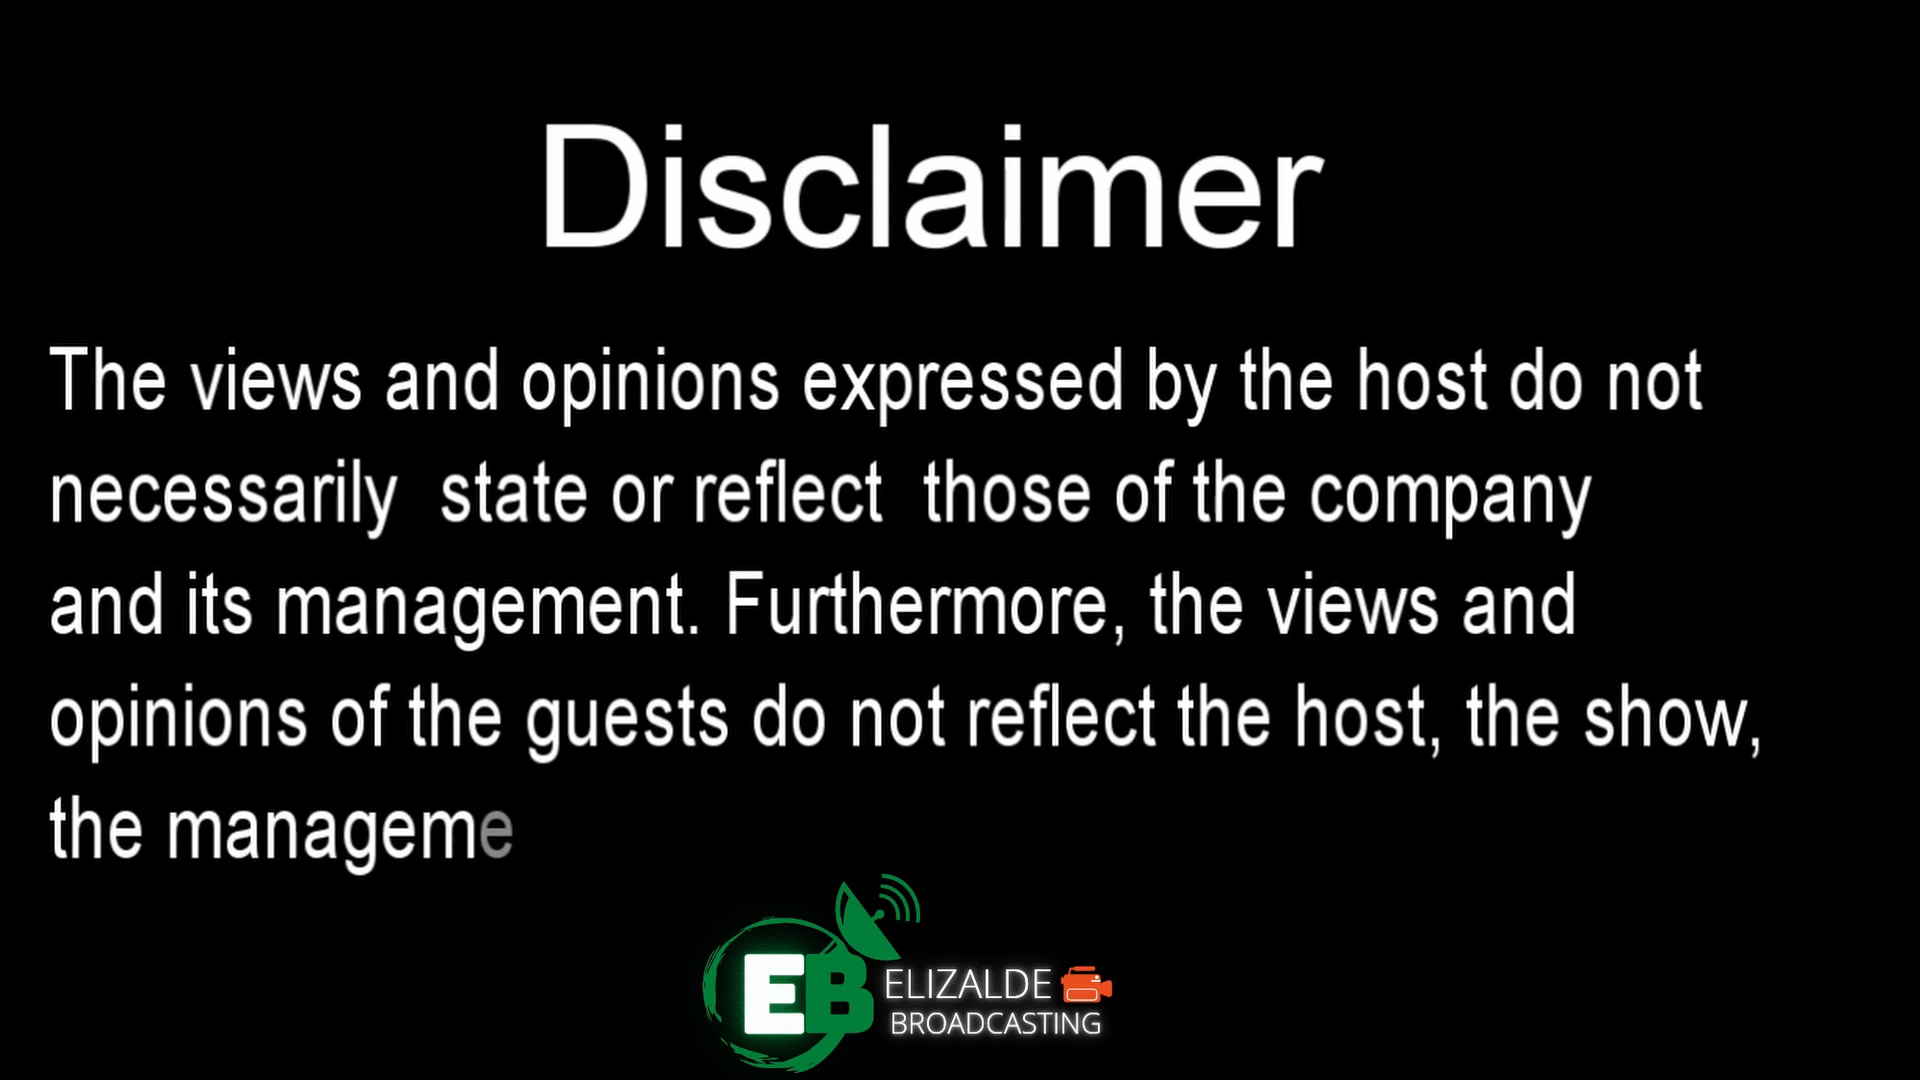 Disclaimer
The views and opinions expressed by the host do not
necessarily  state or reflect  those of the company
and its management. Furthermore, the views and
opinions of the guests do not reflect the host, the show,
the manageme
EB
ELIZALDE
BROADCASTING